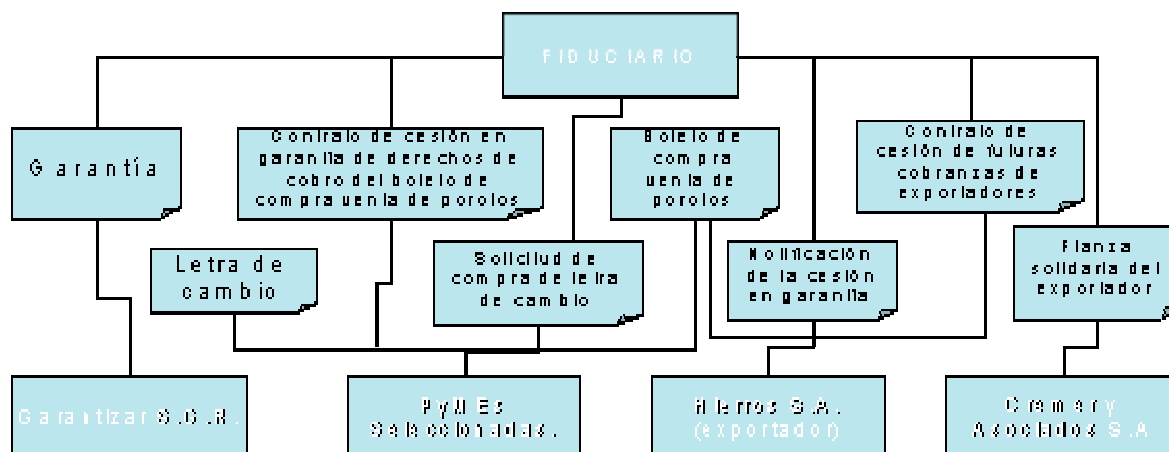 FIDUCIARIO
Garantía
Contrato de cesión en
garantía de derechos de
cobro del boleto de
compra venta de porotos
Boleto de
compra
venta de
porotos
Contrato de
cesión de futuras
cobranzas de
exportadores
Letra de
cambio
Solicitud de
compra de letra
de cambio
Notificación
de la cesión
en garantía
Fianza
solidaria del
exportador
Garantizar S.G.R.
PyMEs
Seleccionadas.
Hierros S.A.
(exportador)
Cremer y
Asociados S.A